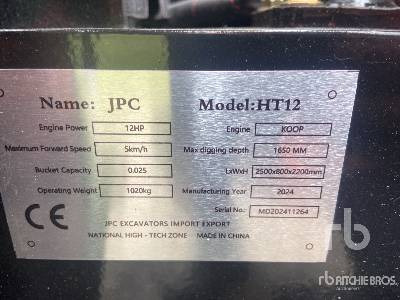 Name: JPC Model:HT12
Engine Power 12HP Engine KOOP
Maximum Forward Speed 5km/h Max digging depth 1650 MM
Bucket Capacity 0.025 LxWxH 2500x800x2200mm
Operating Weight 1020kg Manufacturing Year 2024
Serial No.: MD202411264
CE
JPC EXCAVATORS IMPORT EXPORT
NATIONAL HIGH - TECH ZONE MADE IN CHINA
rb
rb RITCHIE BROS.
Auctioneers